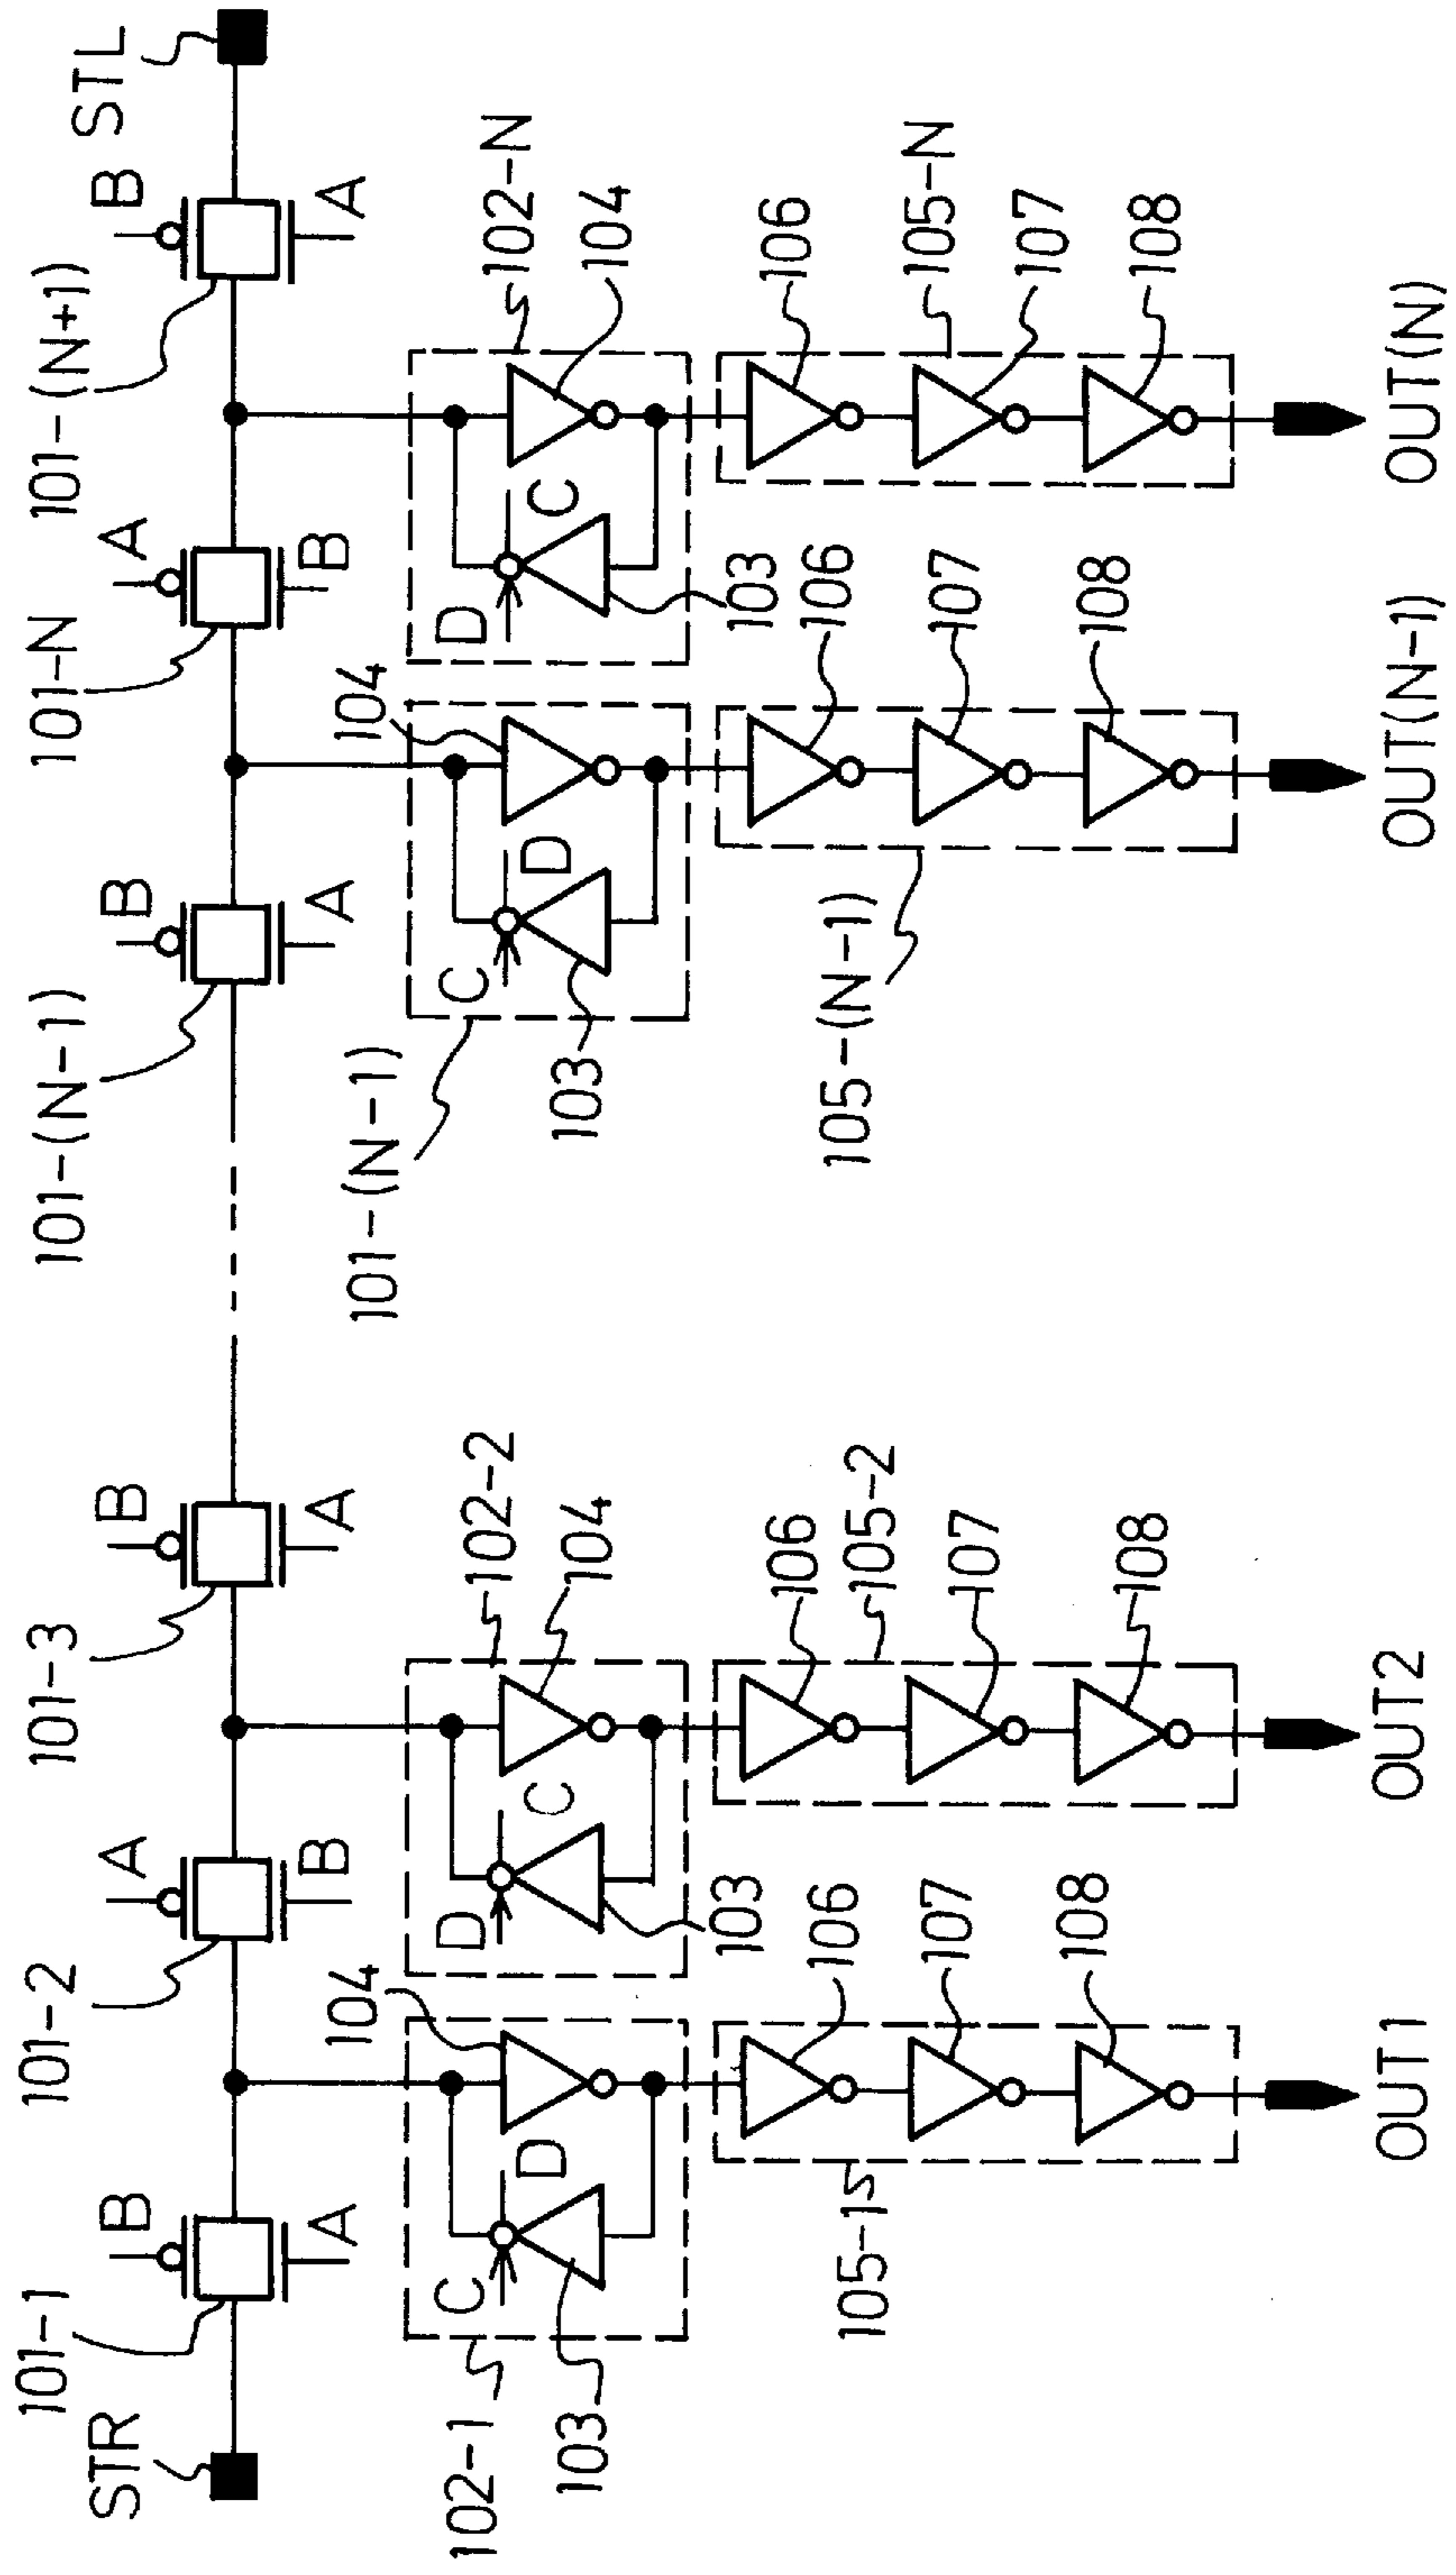 STR
101-1
B
A
101-2
A
B
101-3
B
A
101-(N-1)
B
A
101-N
A
B
101-(N+1)
B
A
STL
102-1
C
D
103
104
102-2
D
C
103
104
101-(N-1)
C
D
103
104
102-N
D
C
103
104
105-1
106
107
108
105-2
106
107
108
105-(N-1)
106
107
108
105-N
106
107
108
OUT1
OUT2
OUT(N-1)
OUT(N)